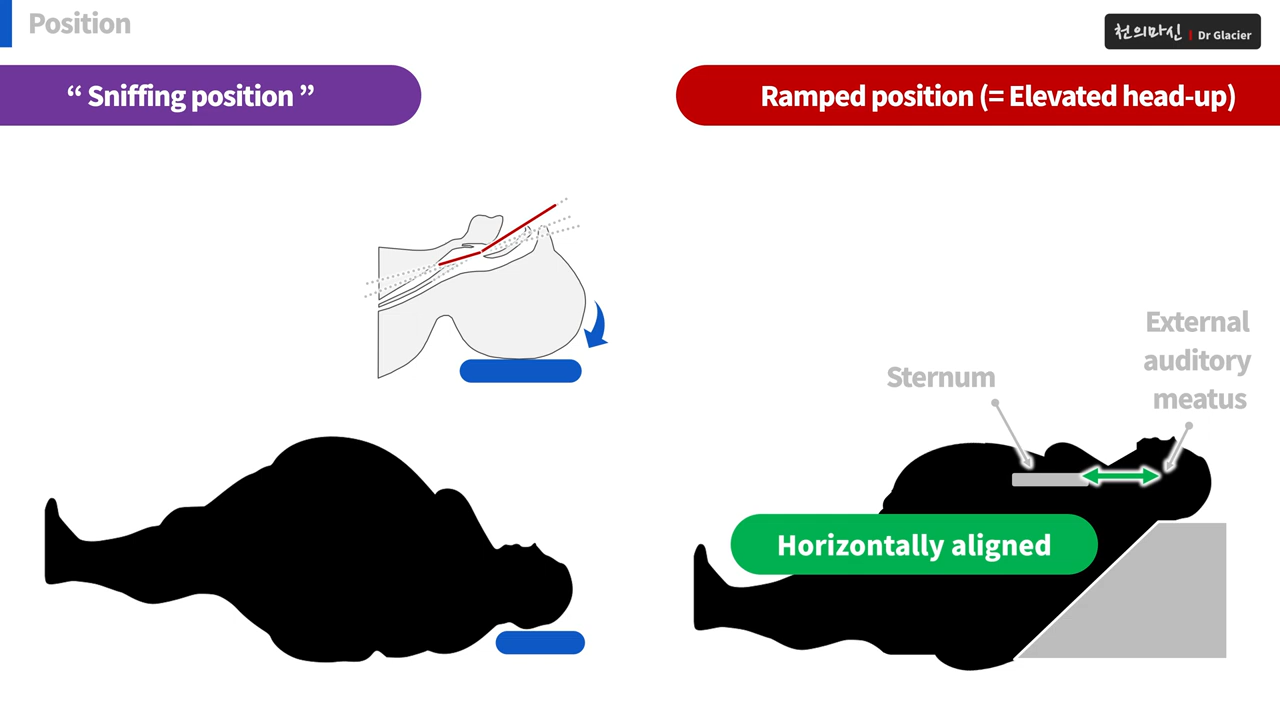 Position
천의마신 | Dr Glacier
“ Sniffing position ”
Ramped position (= Elevated head-up)
External
auditory
meatus
Sternum
Horizontally aligned